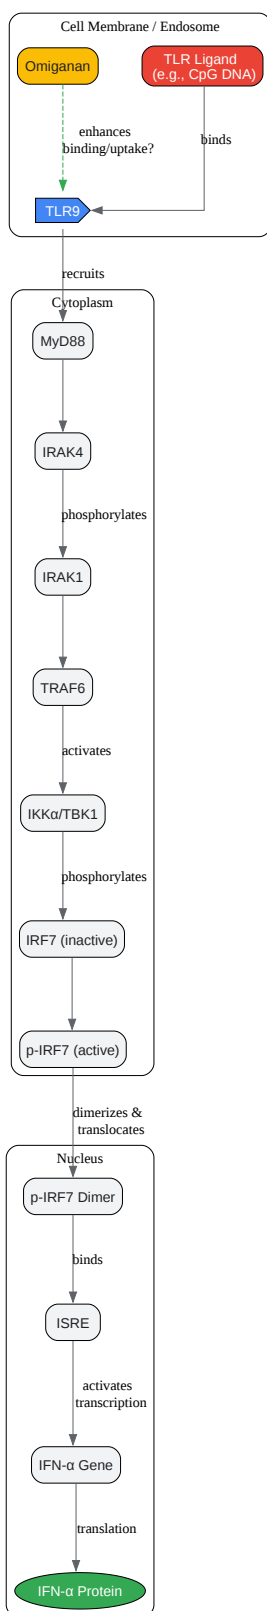 Cell Membrane / Endosome
Omiganan
TLR Ligand
(e.g., CpG DNA)
enhances
binding/uptake?
binds
TLR9
recruits
Cytoplasm
MyD88
IRAK4
phosphorylates
IRAK1
TRAF6
activates
IKKα/TBK1
phosphorylates
IRF7 (inactive)
p-IRF7 (active)
dimerizes &
translocates
Nucleus
p-IRF7 Dimer
binds
ISRE
activates
transcription
IFN-α Gene
translation
IFN-α Protein